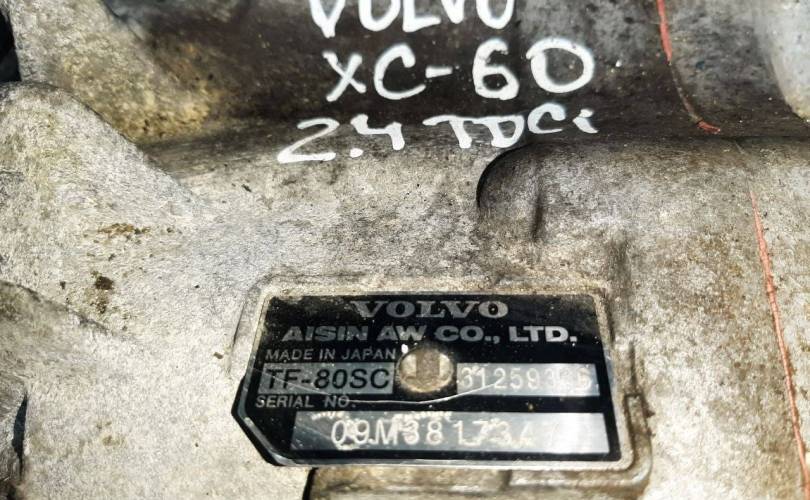 VOLVO
XC-60
2.4 TDCi
VOLVO
AISIN AW CO., LTD.
MADE IN JAPAN
TF-80SC
SERIAL NO.